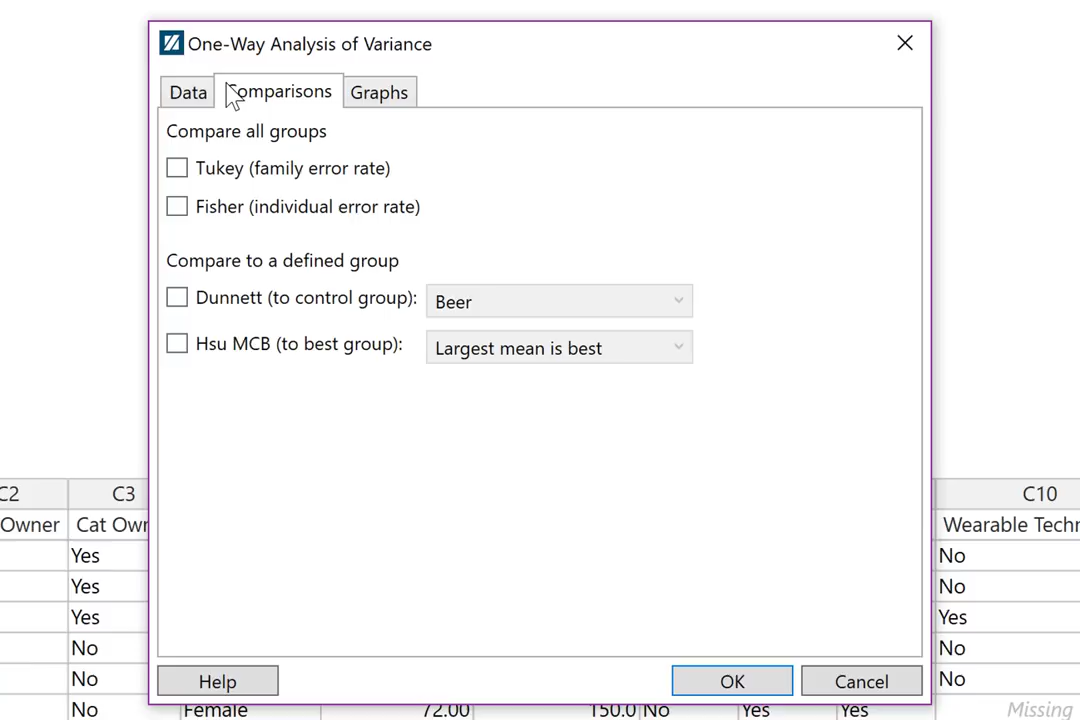 One-Way Analysis of Variance
Data Comparisons Graphs
Compare all groups
Tukey (family error rate)
Fisher (individual error rate)
Compare to a defined group
Dunnett (to control group): Beer
Hsu MCB (to best group): Largest mean is best
Help OK Cancel
C2 C3 C10
Owner Cat Own Wearable Techn
Yes No
Yes No
Yes Yes
No No
No No
No Female 72.00 150.0 No Yes Yes Missing